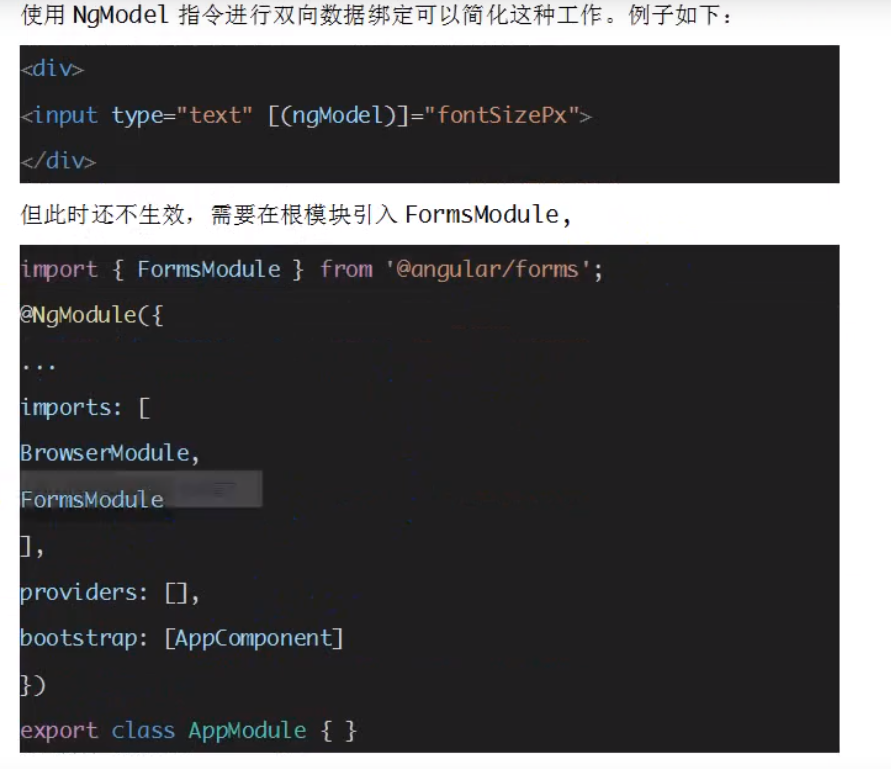 使用 NgModel 指令进行双向数据绑定可以简化这种工作。例子如下：
<div>
<input type="text" [(ngModel)]="fontSizePx">
</div>
但此时还不生效，需要在根模块引入 FormsModule,
import { FormsModule } from '@angular/forms';
@NgModule({
...
imports: [
BrowserModule,
FormsModule
],
providers: [],
bootstrap: [AppComponent]
})
export class AppModule { }